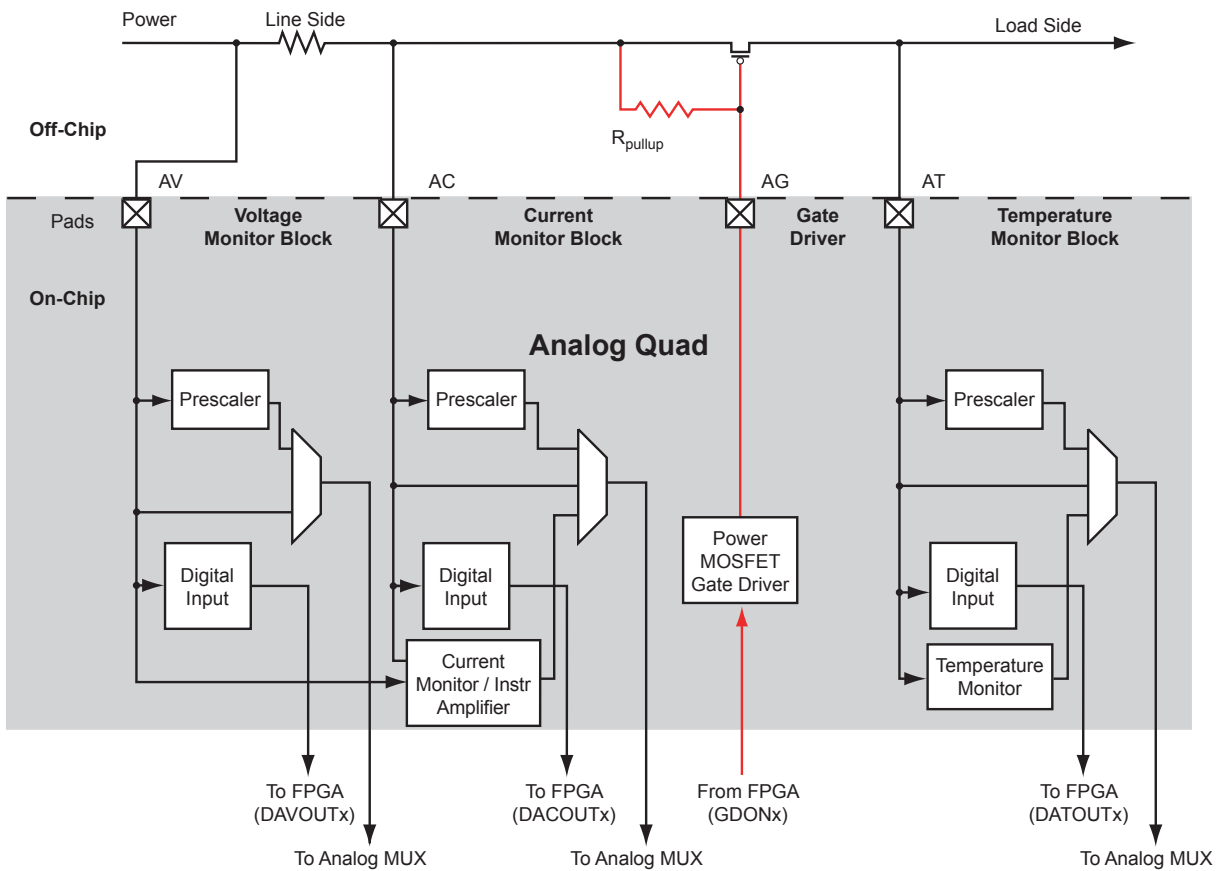 Power
Line Side
Load Side
Off-Chip
Rpullup
AV
AC
AG
AT
Pads
Voltage
Monitor Block
Current
Monitor Block
Gate
Driver
Temperature
Monitor Block
On-Chip
Analog Quad
Prescaler
Prescaler
Prescaler
Power
MOSFET
Gate Driver
Digital
Input
Digital
Input
Digital
Input
Current
Monitor / Instr
Amplifier
Temperature
Monitor
To FPGA
(DAVOUTx)
To FPGA
(DACOUTx)
From FPGA
(GDONx)
To FPGA
(DATOUTx)
To Analog MUX
To Analog MUX
To Analog MUX